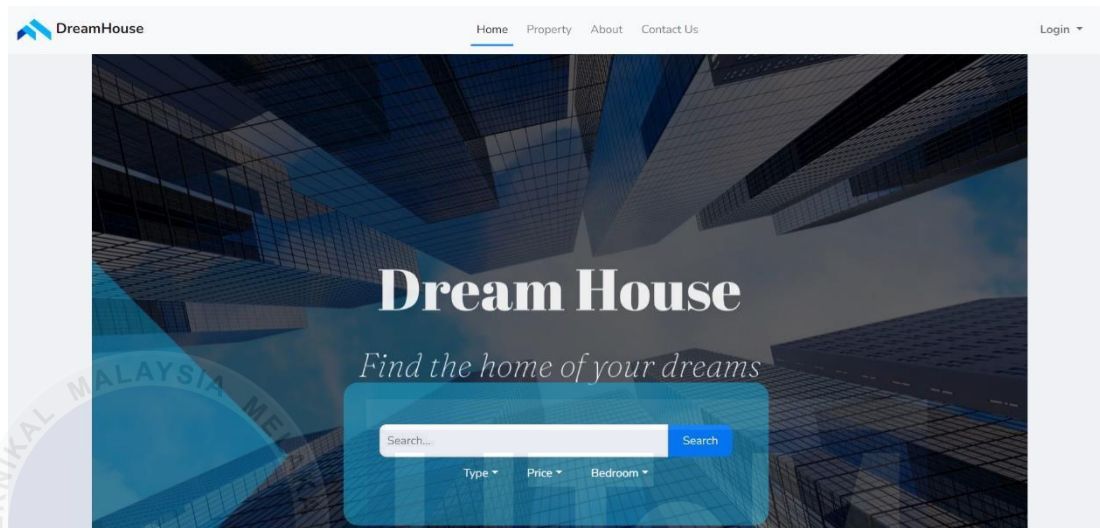 DreamHouse
Home Property About Contact Us
Login
Dream House
Find the home of your dreams
Search...
Search
Type Price Bedroom
MALAYSIA